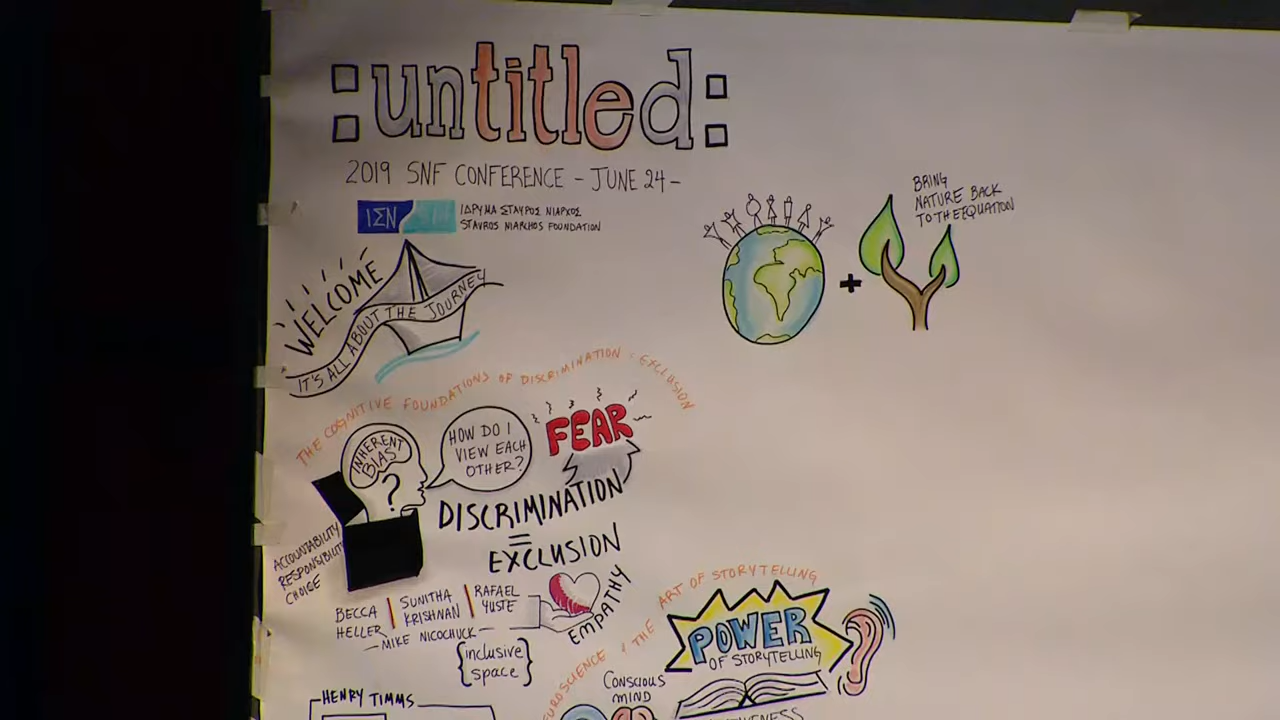 :untitled:
2019 SNF CONFERENCE - JUNE 24-
ΙΣΝ
ΙΔΡΥΜΑ ΣΤΑΥΡΟΣ ΝΙΑΡΧΟΣ
STAVROS NIARCHOS FOUNDATION
WELCOME
IT'S ALL ABOUT THE JOURNEY
BRING
NATURE BACK
TO THE EQUATION
+
THE COGNITIVE FOUNDATIONS OF DISCRIMINATION + EXCLUSION
INHERENT
BIAS
?
HOW DO I
VIEW EACH
OTHER?
FEAR
DISCRIMINATION
=
EXCLUSION
ACCOUNTABILITY
RESPONSIBILITY
CHOICE
BECCA
HELLER
SUNITHA
KRISHNAN
RAFAEL
YUSTE
-MIKE NICOCHUCK-
EMPATHY
{inclusive
space}
THE ART OF STORYTELLING
POWER
OF STORYTELLING
CONSCIOUS
MIND
HENRY TIMMS